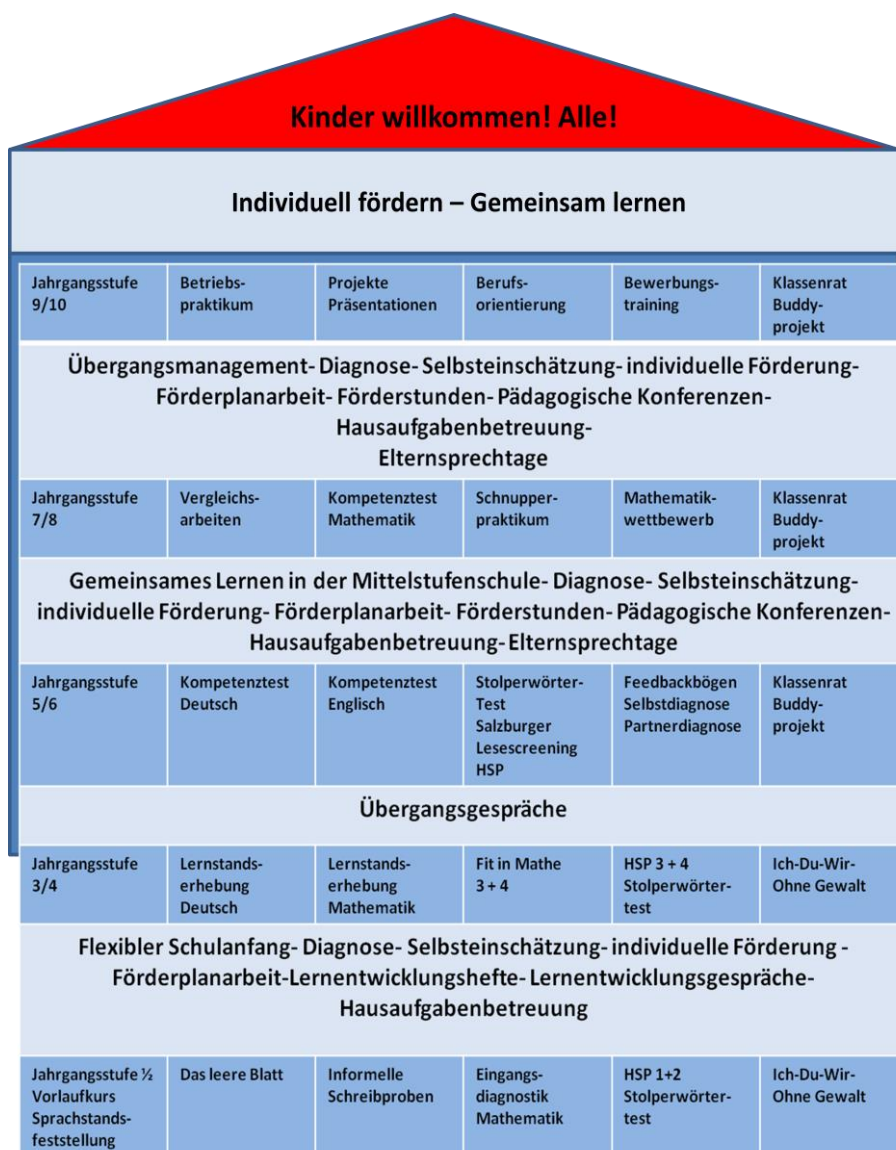 Kinder willkommen! Alle!
Individuell fördern – Gemeinsam lernen
Jahrgangsstufe
9/10
Betriebs-
praktikum
Projekte
Präsentationen
Berufs-
orientierung
Bewerbungs-
training
Klassenrat
Buddy-
projekt
Übergangsmanagement- Diagnose- Selbsteinschätzung- individuelle Förderung-
Förderplanarbeit- Förderstunden- Pädagogische Konferenzen-
Hausaufgabenbetreuung-
Elternsprechtage
Jahrgangsstufe
7/8
Vergleichs-
arbeiten
Kompetenztest
Mathematik
Schnupper-
praktikum
Mathematik-
wettbewerb
Klassenrat
Buddy-
projekt
Gemeinsames Lernen in der Mittelstufenschule- Diagnose- Selbsteinschätzung-
individuelle Förderung- Förderplanarbeit- Förderstunden- Pädagogische Konferenzen-
Hausaufgabenbetreuung- Elternsprechtage
Jahrgangsstufe
5/6
Kompetenztest
Deutsch
Kompetenztest
Englisch
Stolperwörter-
Test
Salzburger
Lesescreening
HSP
Feedbackbögen
Selbstdiagnose
Partnerdiagnose
Klassenrat
Buddy-
projekt
Übergangsgespräche
Jahrgangsstufe
3/4
Lernstands-
erhebung
Deutsch
Lernstands-
erhebung
Mathematik
Fit in Mathe
3 + 4
HSP 3 + 4
Stolperwörter-
test
Ich-Du-Wir-
Ohne Gewalt
Flexibler Schulanfang- Diagnose- Selbsteinschätzung- individuelle Förderung -
Förderplanarbeit-Lernentwicklungshefte- Lernentwicklungsgespräche-
Hausaufgabenbetreuung
Jahrgangsstufe ½
Vorlaufkurs
Sprachstands-
feststellung
Das leere Blatt
Informelle
Schreibproben
Eingangs-
diagnostik
Mathematik
HSP 1+2
Stolperwörter-
test
Ich-Du-Wir-
Ohne Gewalt